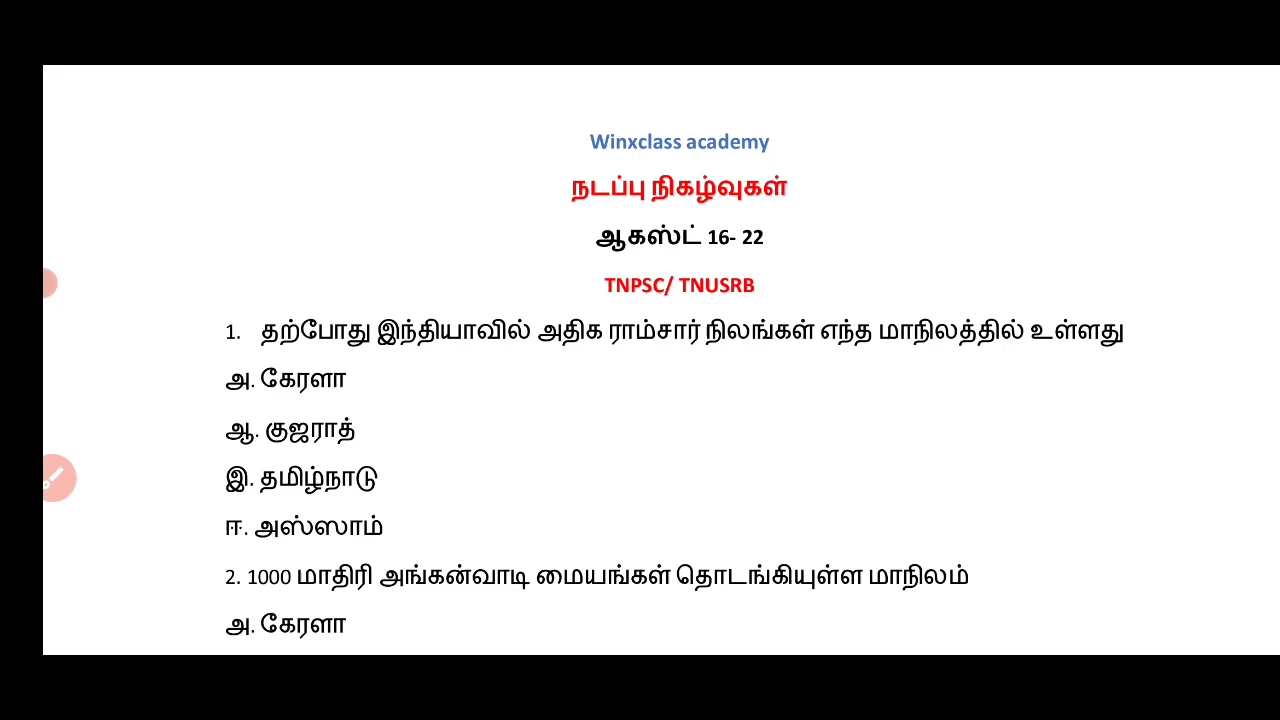 Winxclass academy
நடப்பு நிகழ்வுகள்
ஆகஸ்ட் 16- 22
TNPSC/ TNUSRB
1. தற்போது இந்தியாவில் அதிக ராம்சார் நிலங்கள் எந்த மாநிலத்தில் உள்ளது
அ. கேரளா
ஆ. குஜராத்
இ. தமிழ்நாடு
ஈ. அஸ்ஸாம்
2. 1000 மாதிரி அங்கன்வாடி மையங்கள் தொடங்கியுள்ள மாநிலம்
அ. கேரளா